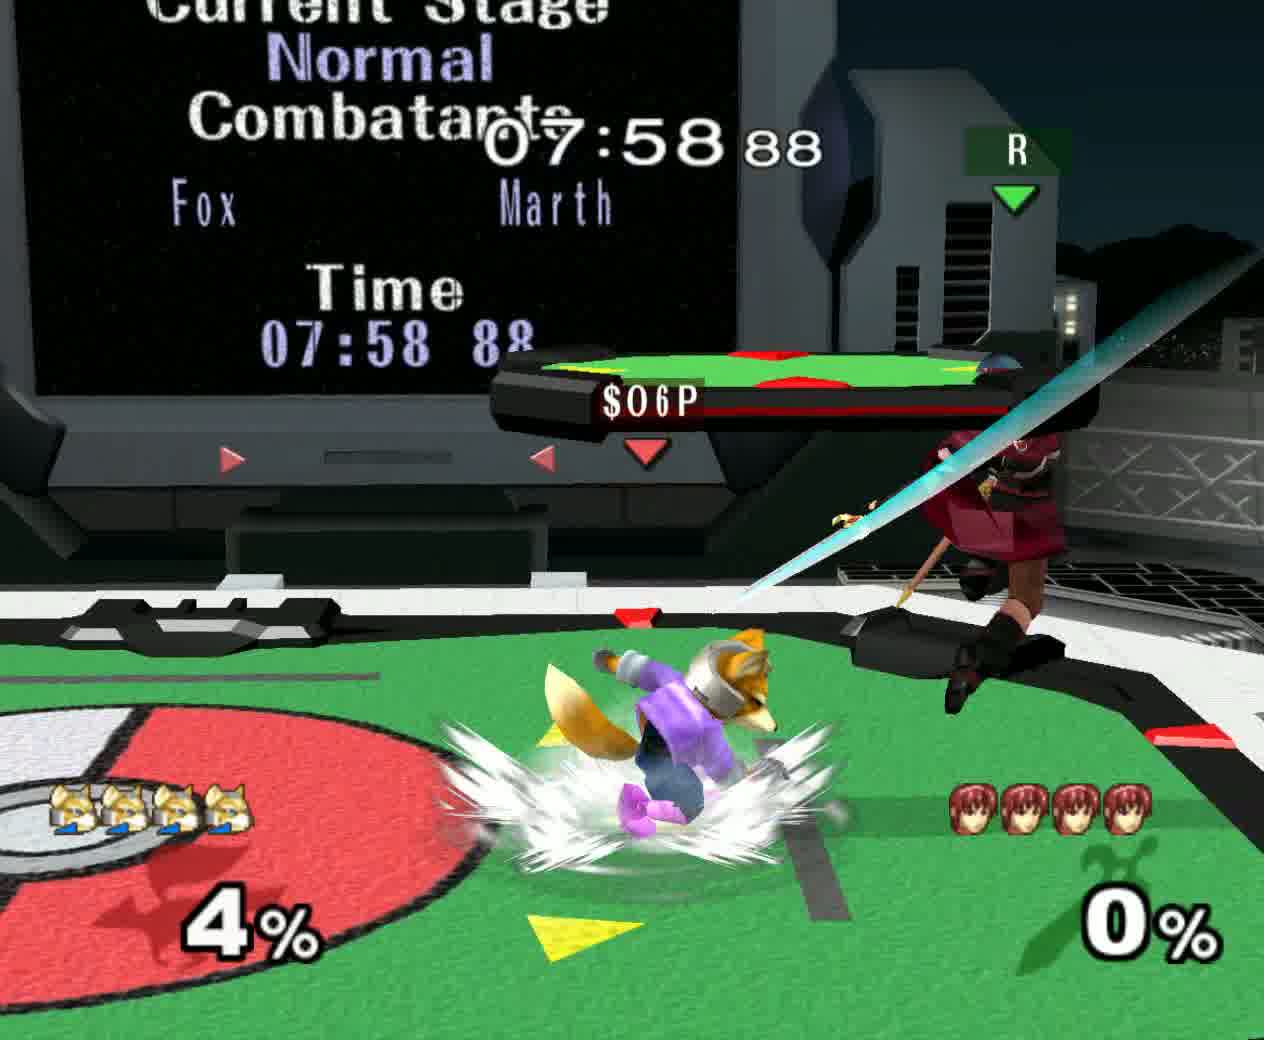 Current Stage
Normal
Combatants
07:58 88
R
Fox Marth
Time
07:58 88
$06P
4%
0%